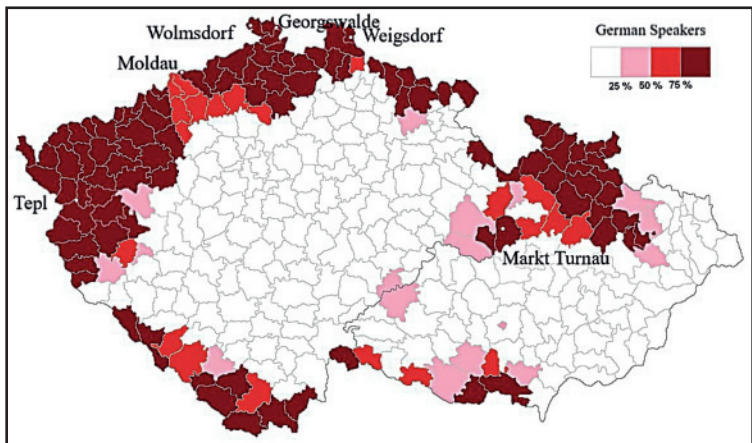 Georgswalde
Wolmsdorf
Weigsdorf
Moldau
German Speakers
25 % 50 % 75 %
Tepl
Markt Turnau